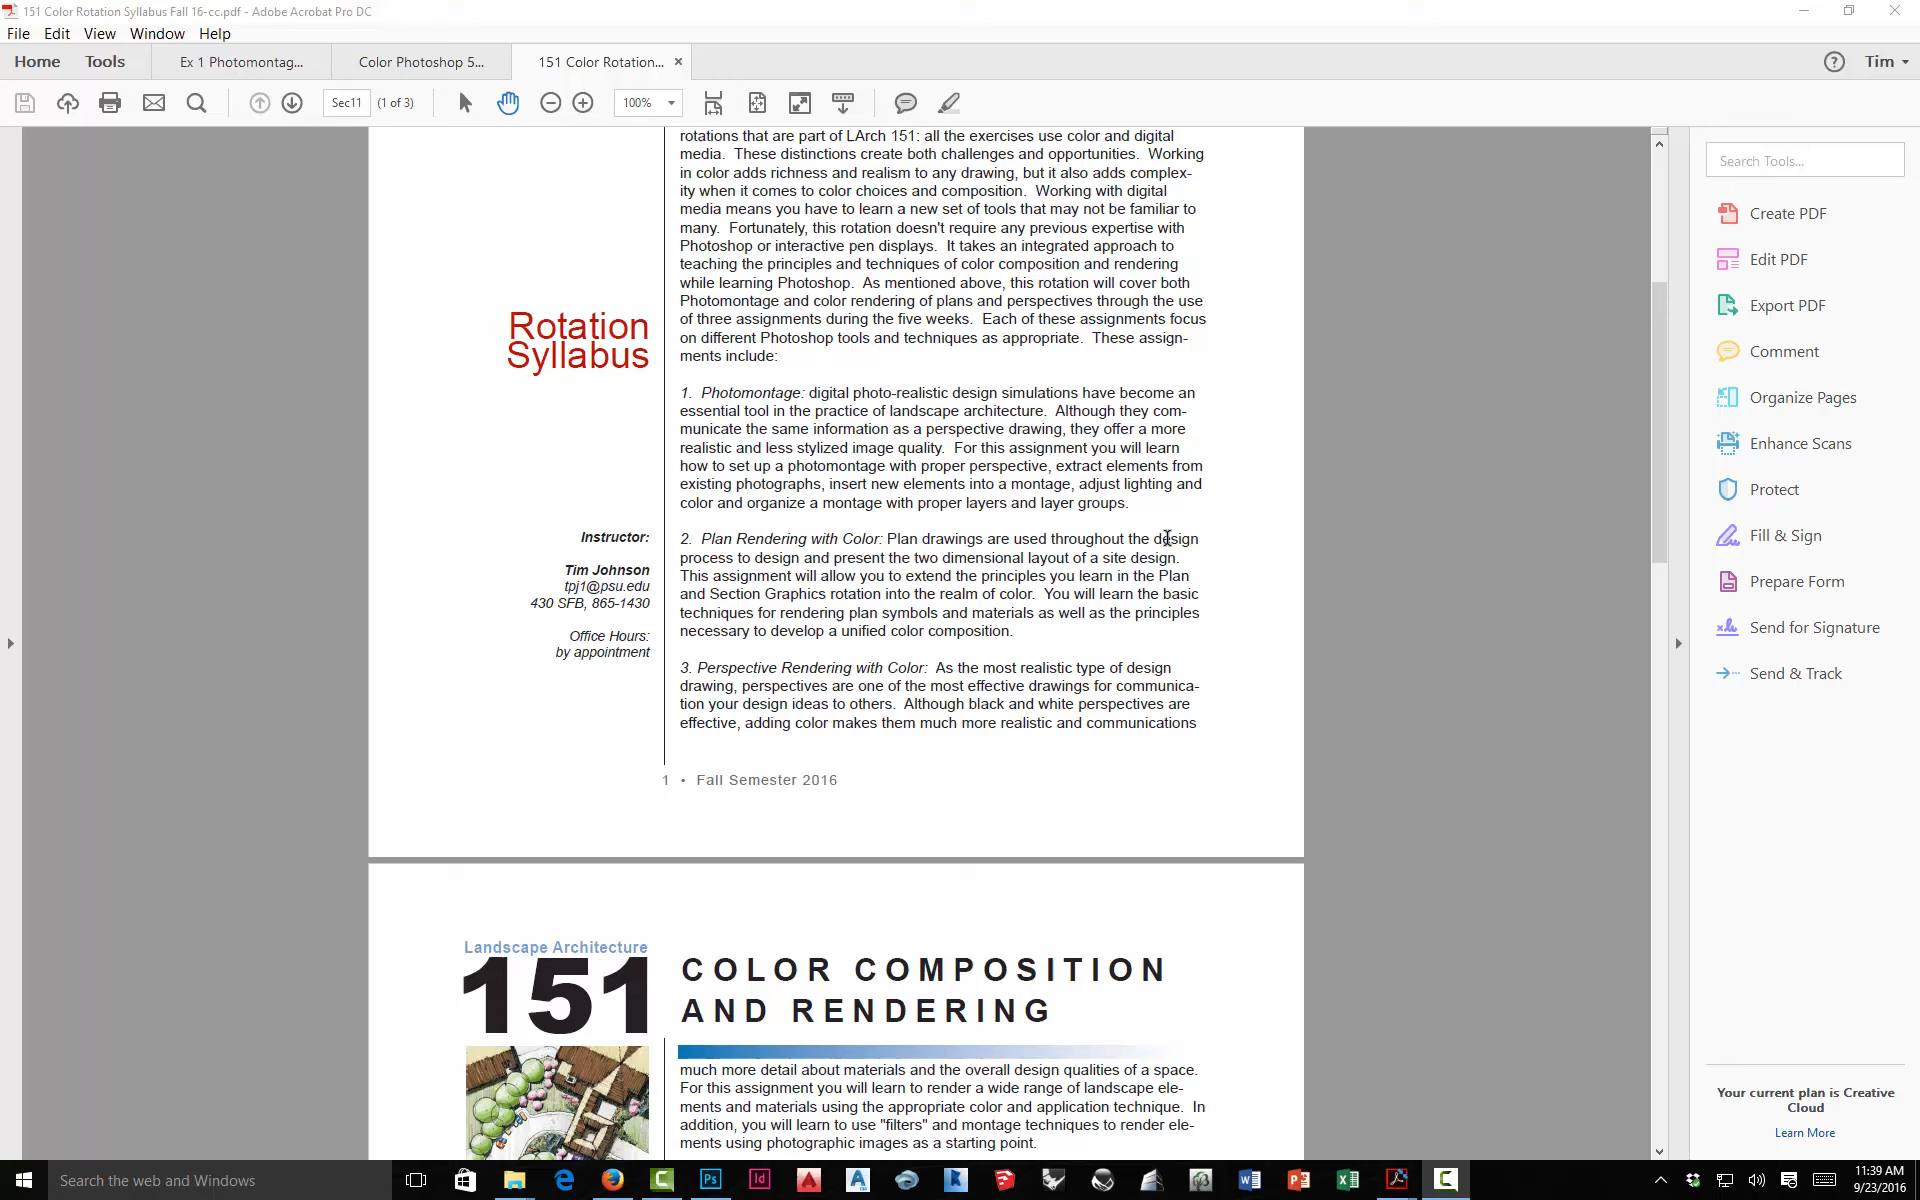 151 Color Rotation Syllabus Fall 16-cc.pdf - Adobe Acrobat Pro DC
File Edit View Window Help
Home Tools Ex 1 Photomontag... Color Photoshop 5... 151 Color Rotation... × Tim
Sec11 (1 of 3) 100%
rotations that are part of LArch 151: all the exercises use color and digital
media. These distinctions create both challenges and opportunities. Working
in color adds richness and realism to any drawing, but it also adds complex-
ity when it comes to color choices and composition. Working with digital
media means you have to learn a new set of tools that may not be familiar to
many. Fortunately, this rotation doesn't require any previous expertise with
Photoshop or interactive pen displays. It takes an integrated approach to
teaching the principles and techniques of color composition and rendering
while learning Photoshop. As mentioned above, this rotation will cover both
Photomontage and color rendering of plans and perspectives through the use
of three assignments during the five weeks. Each of these assignments focus
on different Photoshop tools and techniques as appropriate. These assign-
ments include:
Rotation
Syllabus
1. Photomontage: digital photo-realistic design simulations have become an
essential tool in the practice of landscape architecture. Although they com-
municate the same information as a perspective drawing, they offer a more
realistic and less stylized image quality. For this assignment you will learn
how to set up a photomontage with proper perspective, extract elements from
existing photographs, insert new elements into a montage, adjust lighting and
color and organize a montage with proper layers and layer groups.
Instructor:
Tim Johnson
tpj1@psu.edu
430 SFB, 865-1430
Office Hours:
by appointment
2. Plan Rendering with Color: Plan drawings are used throughout the design
process to design and present the two dimensional layout of a site design.
This assignment will allow you to extend the principles you learn in the Plan
and Section Graphics rotation into the realm of color. You will learn the basic
techniques for rendering plan symbols and materials as well as the principles
necessary to develop a unified color composition.
3. Perspective Rendering with Color: As the most realistic type of design
drawing, perspectives are one of the most effective drawings for communica-
tion your design ideas to others. Although black and white perspectives are
effective, adding color makes them much more realistic and communications
1 • Fall Semester 2016
Landscape Architecture
151
COLOR COMPOSITION
AND RENDERING
much more detail about materials and the overall design qualities of a space.
For this assignment you will learn to render a wide range of landscape ele-
ments and materials using the appropriate color and application technique. In
addition, you will learn to use "filters" and montage techniques to render ele-
ments using photographic images as a starting point.
Search Tools...
Create PDF
Edit PDF
Export PDF
Comment
Organize Pages
Enhance Scans
Protect
Fill & Sign
Prepare Form
Send for Signature
Send & Track
Your current plan is Creative
Cloud
Learn More
Search the web and Windows
11:39 AM
9/23/2016